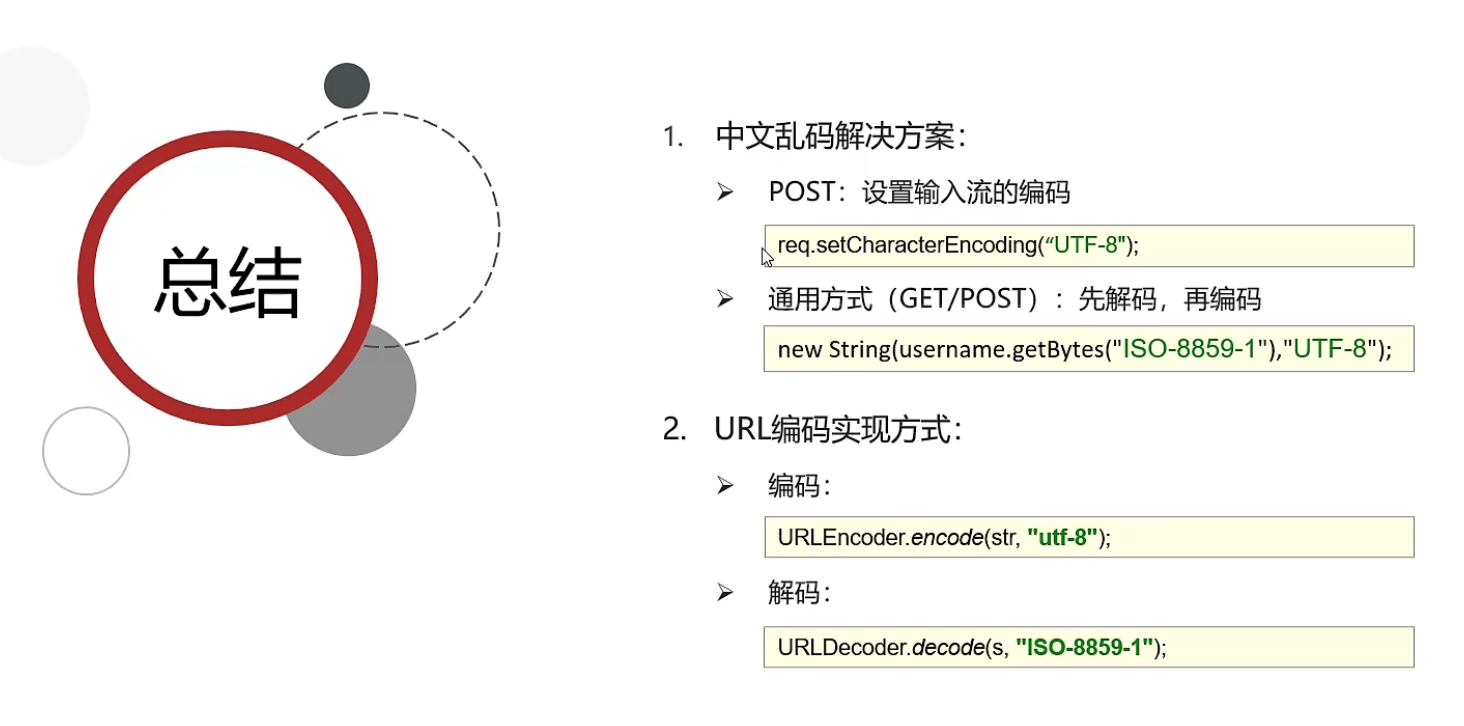 总结
1. 中文乱码解决方案：
➢ POST：设置输入流的编码
req.setCharacterEncoding(“UTF-8");
➢ 通用方式（GET/POST）：先解码，再编码
new String(username.getBytes("ISO-8859-1"),"UTF-8");
2. URL编码实现方式：
➢ 编码：
URLEncoder.encode(str, "utf-8");
➢ 解码：
URLDecoder.decode(s, "ISO-8859-1");